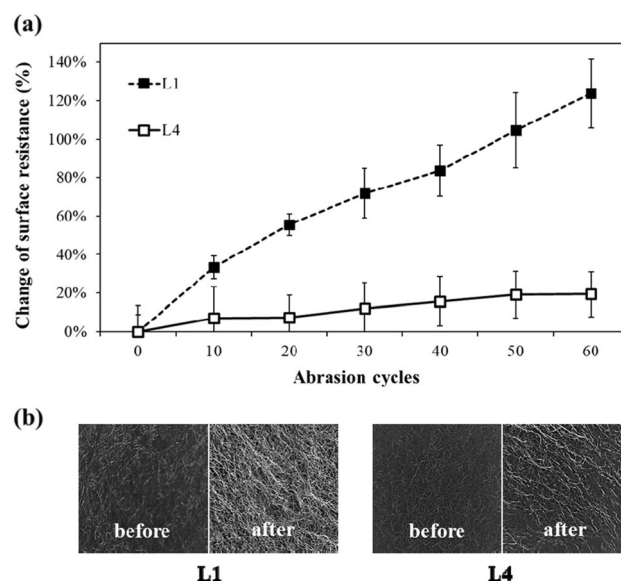 (a)
Change of surface resistance (%)
140%
120%
100%
80%
60%
40%
20%
0%
L1
L4
0 10 20 30 40 50 60
Abrasion cycles
(b)
before after before after
L1 L4